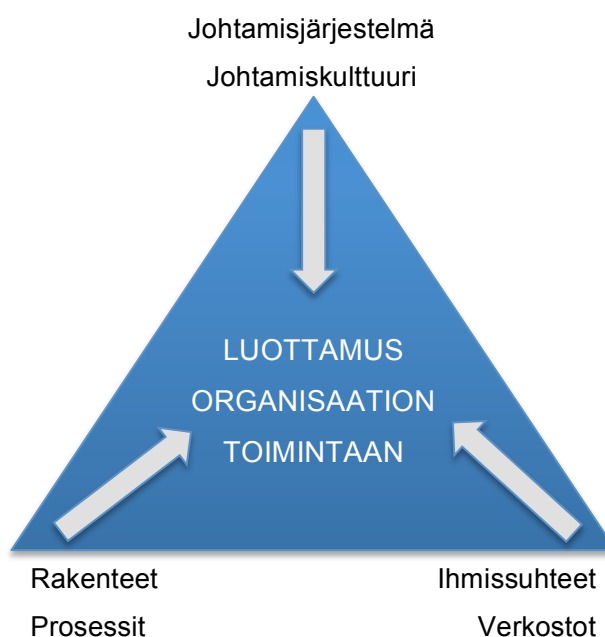 Johtamisjärjestelmä
Johtamiskulttuuri
LUOTTAMUS
ORGANISAATION
TOIMINTAAN
Rakenteet
Prosessit
Ihmissuhteet
Verkostot